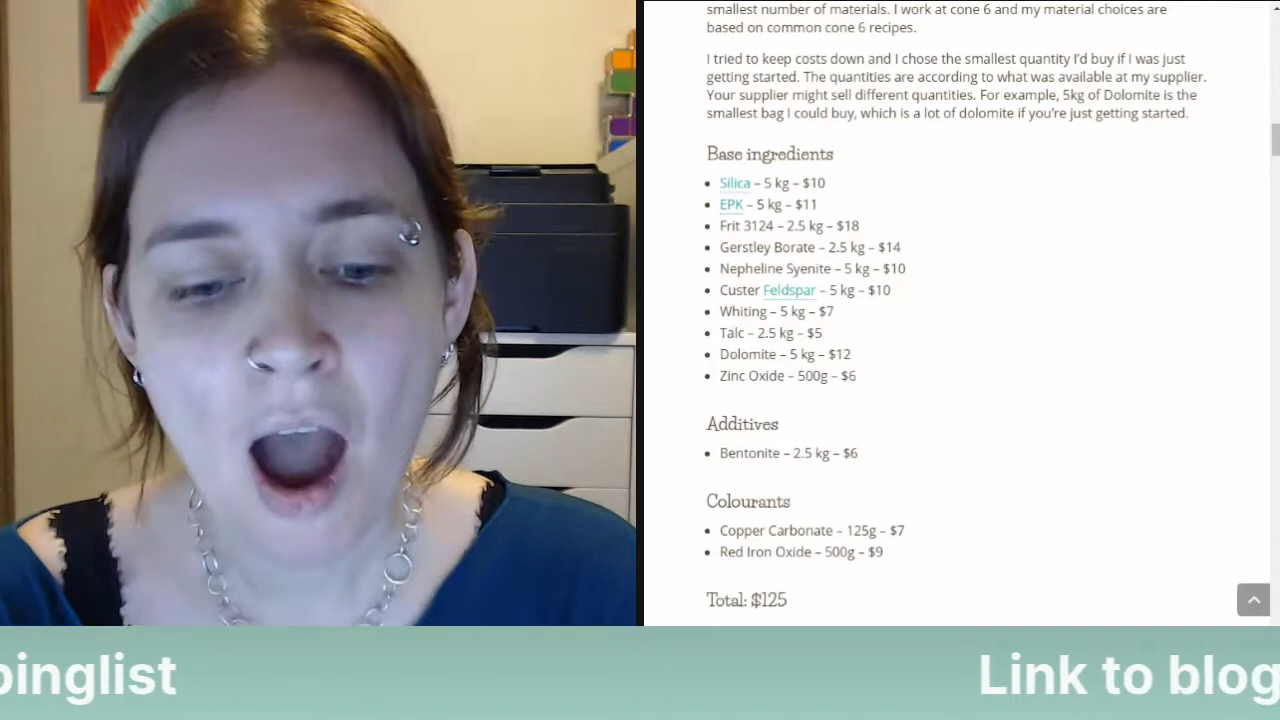 smallest number of materials. I work at cone 6 and my material choices are
based on common cone 6 recipes.
I tried to keep costs down and I chose the smallest quantity I'd buy if I was just
getting started. The quantities are according to what was available at my supplier.
Your supplier might sell different quantities. For example, 5kg of Dolomite is the
smallest bag I could buy, which is a lot of dolomite if you're just getting started.
Base ingredients
Silica – 5 kg – $10
EPK – 5 kg – $11
Frit 3124 – 2.5 kg – $18
Gerstley Borate – 2.5 kg – $14
Nepheline Syenite – 5 kg – $10
Custer Feldspar – 5 kg – $10
Whiting – 5 kg – $7
Talc – 2.5 kg – $5
Dolomite – 5 kg – $12
Zinc Oxide – 500g – $6
Additives
Bentonite – 2.5 kg – $6
Colourants
Copper Carbonate – 125g – $7
Red Iron Oxide – 500g – $9
Total: $125
pinglist
Link to blog